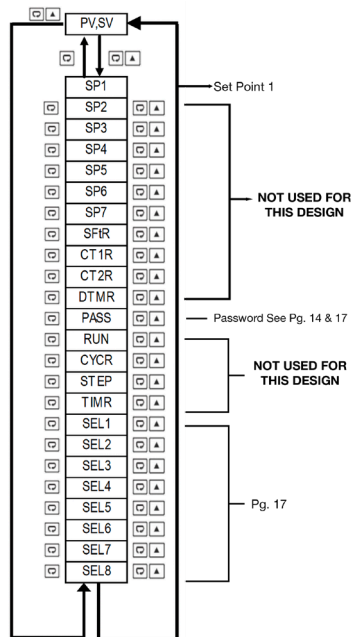 PV,SV
SP1
Set Point 1
SP2
SP3
SP4
SP5
SP6
SP7
SFtR
CT1R
CT2R
DTMR
NOT USED FOR
THIS DESIGN
PASS
Password See Pg. 14 & 17
RUN
CYCR
STEP
TIMR
NOT USED FOR
THIS DESIGN
SEL1
SEL2
SEL3
SEL4
SEL5
SEL6
SEL7
SEL8
Pg. 17